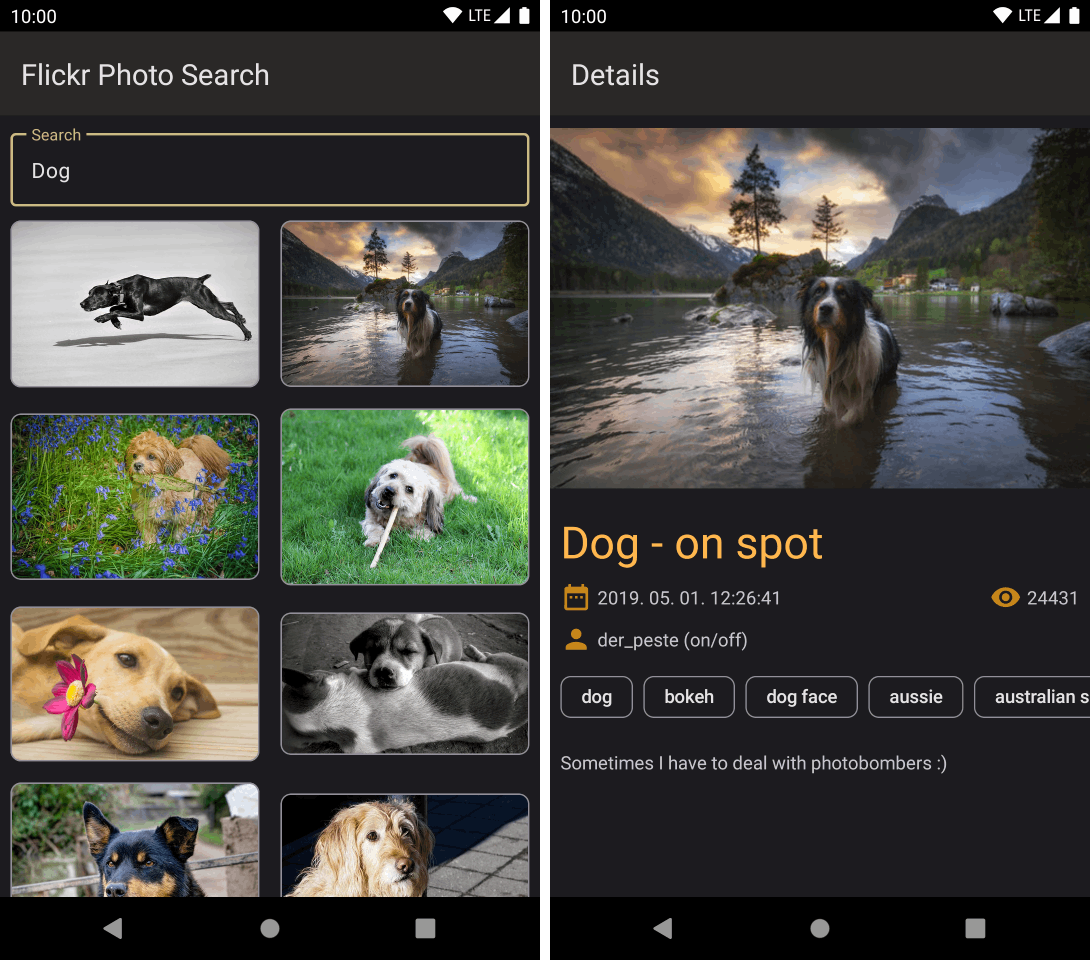 10:00 LTE
Flickr Photo Search
Search
Dog
10:00 LTE
Details
Dog - on spot
2019. 05. 01. 12:26:41 24431
der_peste (on/off)
dog bokeh dog face aussie australian s
Sometimes I have to deal with photobombers :)